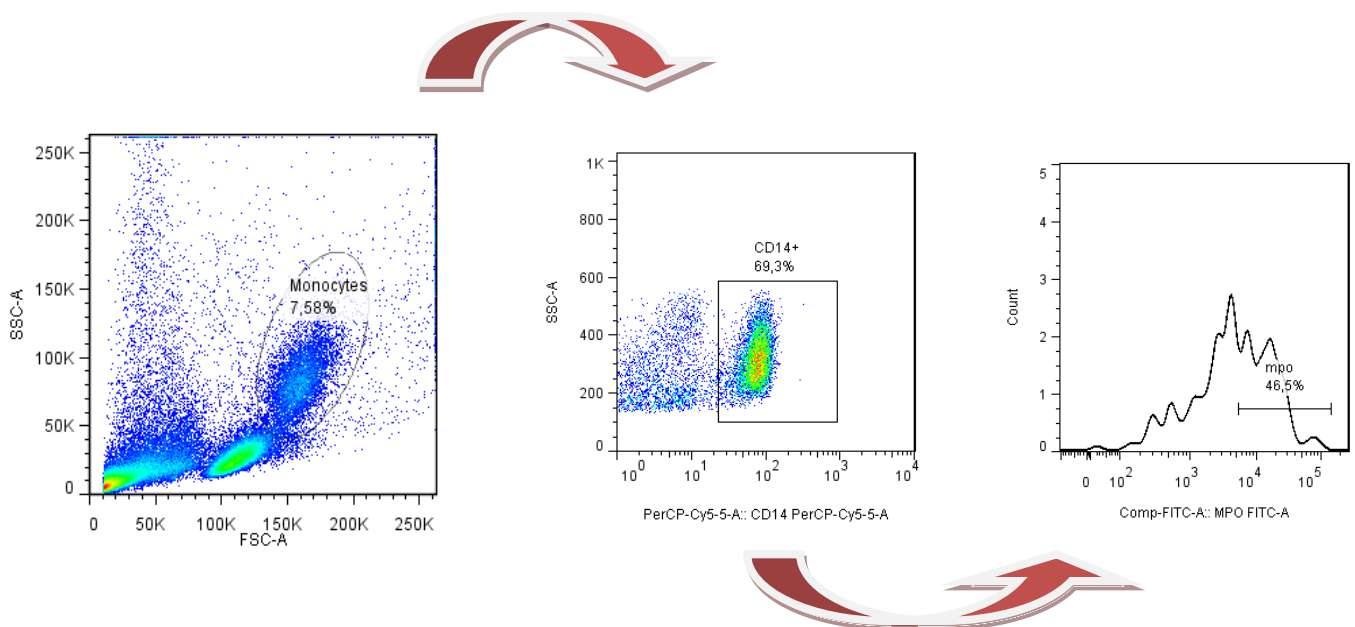 250K
200K
150K
100K
50K
0
SSC-A
Monocytes
7,58%
0 50K 100K 150K 200K 250K
FSC-A
1K
800
600
400
200
0
SSC-A
CD14+
69,3%
10^0 10^1 10^2 10^3 10^4
PerCP-Cy5-5-A:: CD14 PerCP-Cy5-5-A
5
4
3
2
1
0
Count
mpo
46,5%
0 10^2 10^3 10^4 10^5
Comp-FITC-A:: MPO FITC-A